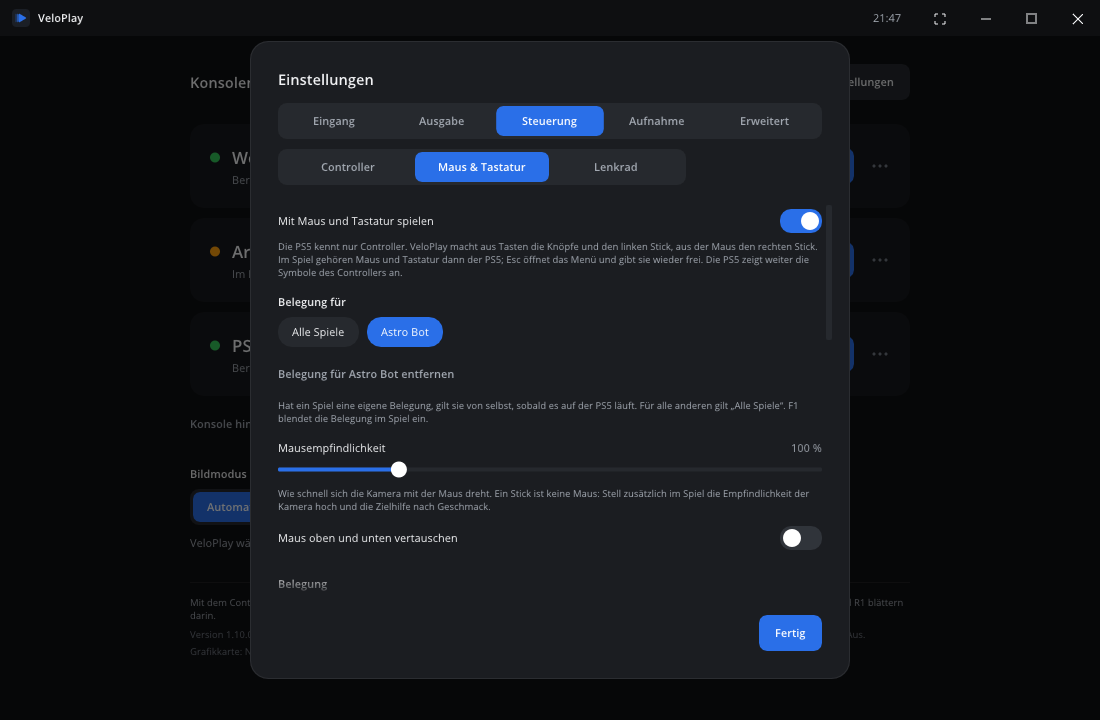 VeloPlay
21:47
Einstellungen
Eingang
Ausgabe
Steuerung
Aufnahme
Erweitert
Controller
Maus & Tastatur
Lenkrad
Mit Maus und Tastatur spielen
Die PS5 kennt nur Controller. VeloPlay macht aus Tasten die Knöpfe und den linken Stick, aus der Maus den rechten Stick.
Im Spiel gehören Maus und Tastatur dann der PS5; Esc öffnet das Menü und gibt sie wieder frei. Die PS5 zeigt weiter die
Symbole des Controllers an.
Belegung für
Alle Spiele
Astro Bot
Belegung für Astro Bot entfernen
Hat ein Spiel eine eigene Belegung, gilt sie von selbst, sobald es auf der PS5 läuft. Für alle anderen gilt „Alle Spiele“. F1
blendet die Belegung im Spiel ein.
Mausempfindlichkeit
100 %
Wie schnell sich die Kamera mit der Maus dreht. Ein Stick ist keine Maus: Stell zusätzlich im Spiel die Empfindlichkeit der
Kamera hoch und die Zielhilfe nach Geschmack.
Maus oben und unten vertauschen
Belegung
Fertig
PS
Bildmodus
Mit dem Cont
R1 blättern
darin.
Version 1.10.
Grafikkarte: